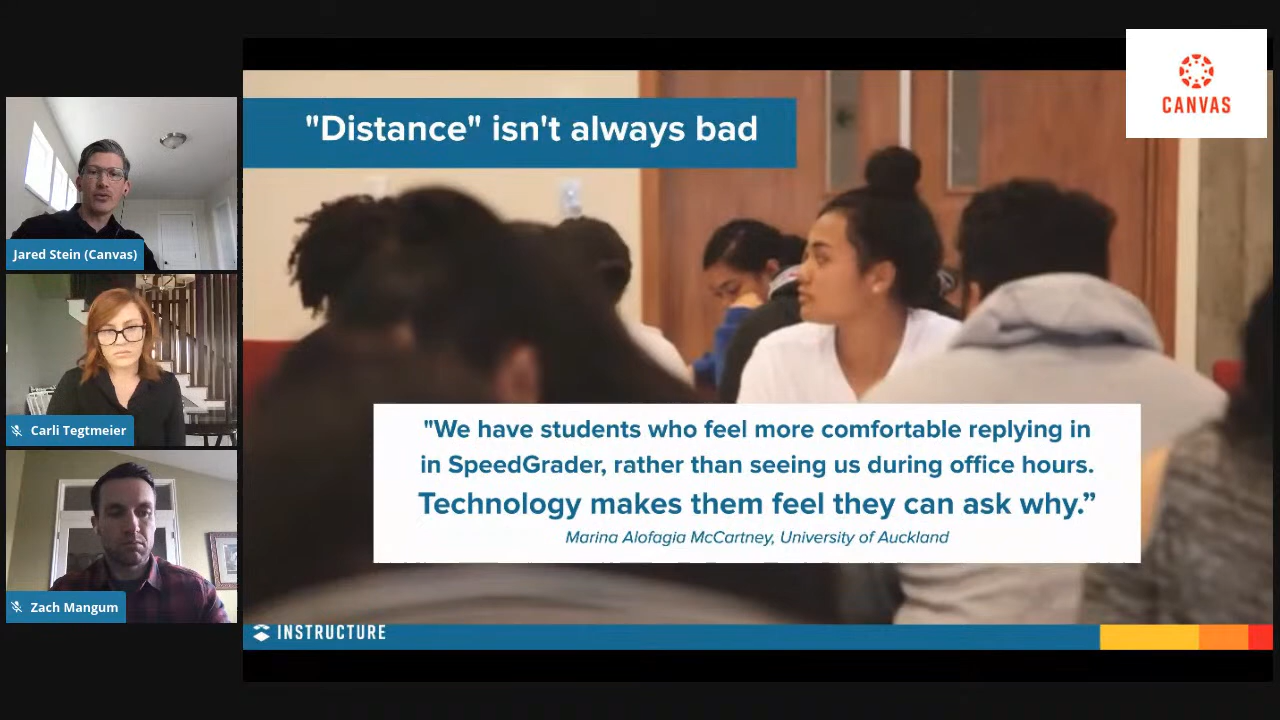 "Distance" isn't always bad
CANVAS
Jared Stein (Canvas)
Carli Tegtmeier
Zach Mangum
"We have students who feel more comfortable replying in
in SpeedGrader, rather than seeing us during office hours.
Technology makes them feel they can ask why.”
Marina Alofagia McCartney, University of Auckland
INSTRUCTURE